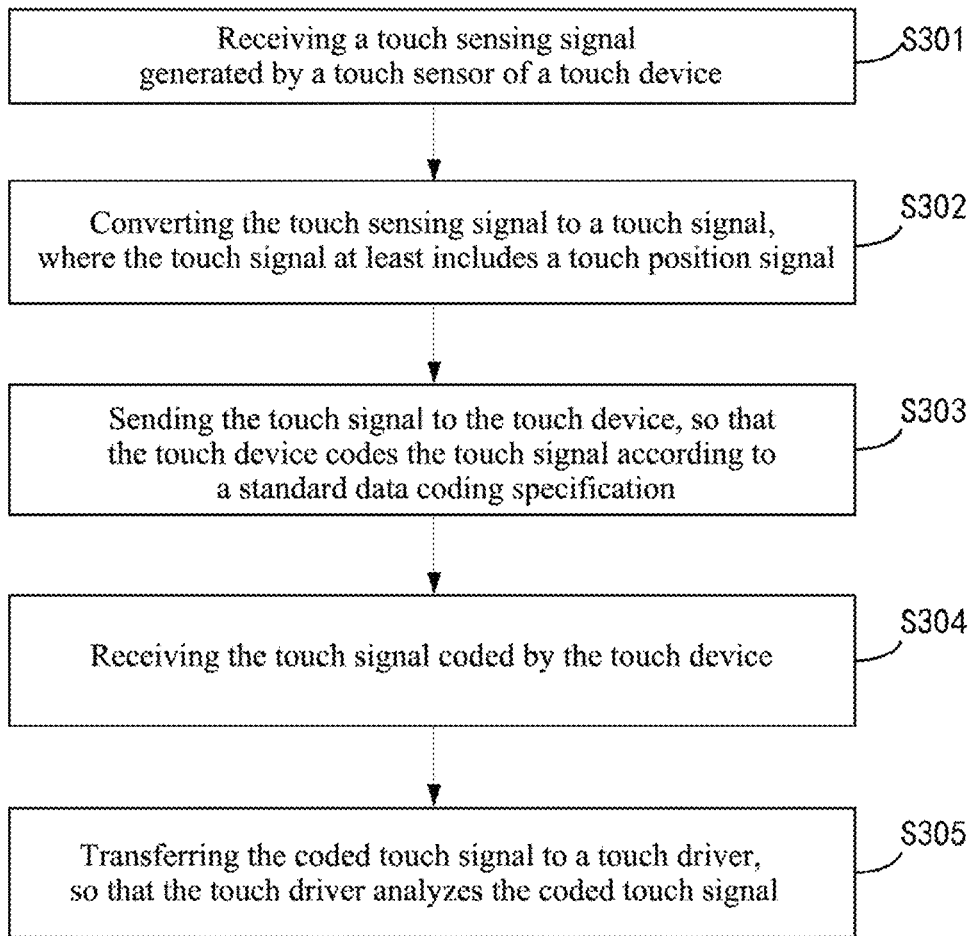 Receiving a touch sensing signal
generated by a touch sensor of a touch device
S301
Converting the touch sensing signal to a touch signal,
where the touch signal at least includes a touch position signal
S302
Sending the touch signal to the touch device, so that
the touch device codes the touch signal according to
a standard data coding specification
S303
Receiving the touch signal coded by the touch device
S304
Transferring the coded touch signal to a touch driver,
so that the touch driver analyzes the coded touch signal
S305